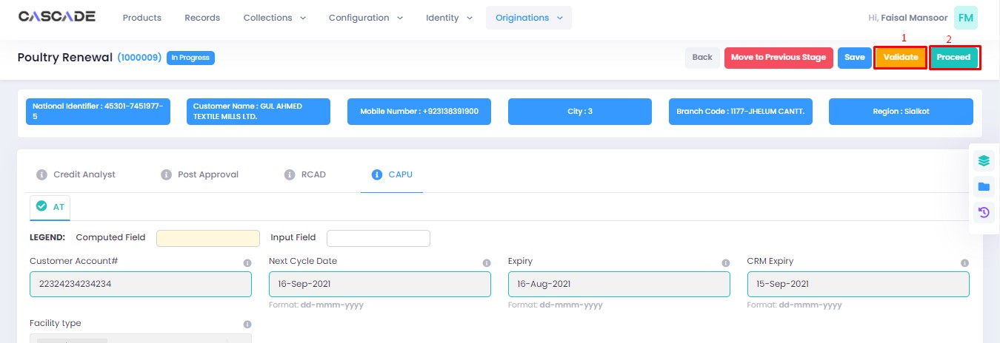 CASCADE Products Records Collections Configuration Identity Originations Hi, Faisal Mansoor FM
1 2
Poultry Renewal (1000009) In Progress Back Move to Previous Stage Save Validate Proceed
National Identifier : 45301-7451977-
5
Customer Name : GUL AHMED
TEXTILE MILLS LTD.
Mobile Number : +923138391900
City : 3
Branch Code : 1177-JHELUM CANTT.
Region : Sialkot
Credit Analyst Post Approval RCAD CAPU
AT
LEGEND: Computed Field Input Field
Customer Account# Next Cycle Date Expiry CRM Expiry
22324234234234 16-Sep-2021 16-Aug-2021 15-Sep-2021
Format: dd-mmm-yyyy Format: dd-mmm-yyyy Format: dd-mmm-yyyy
Facility type